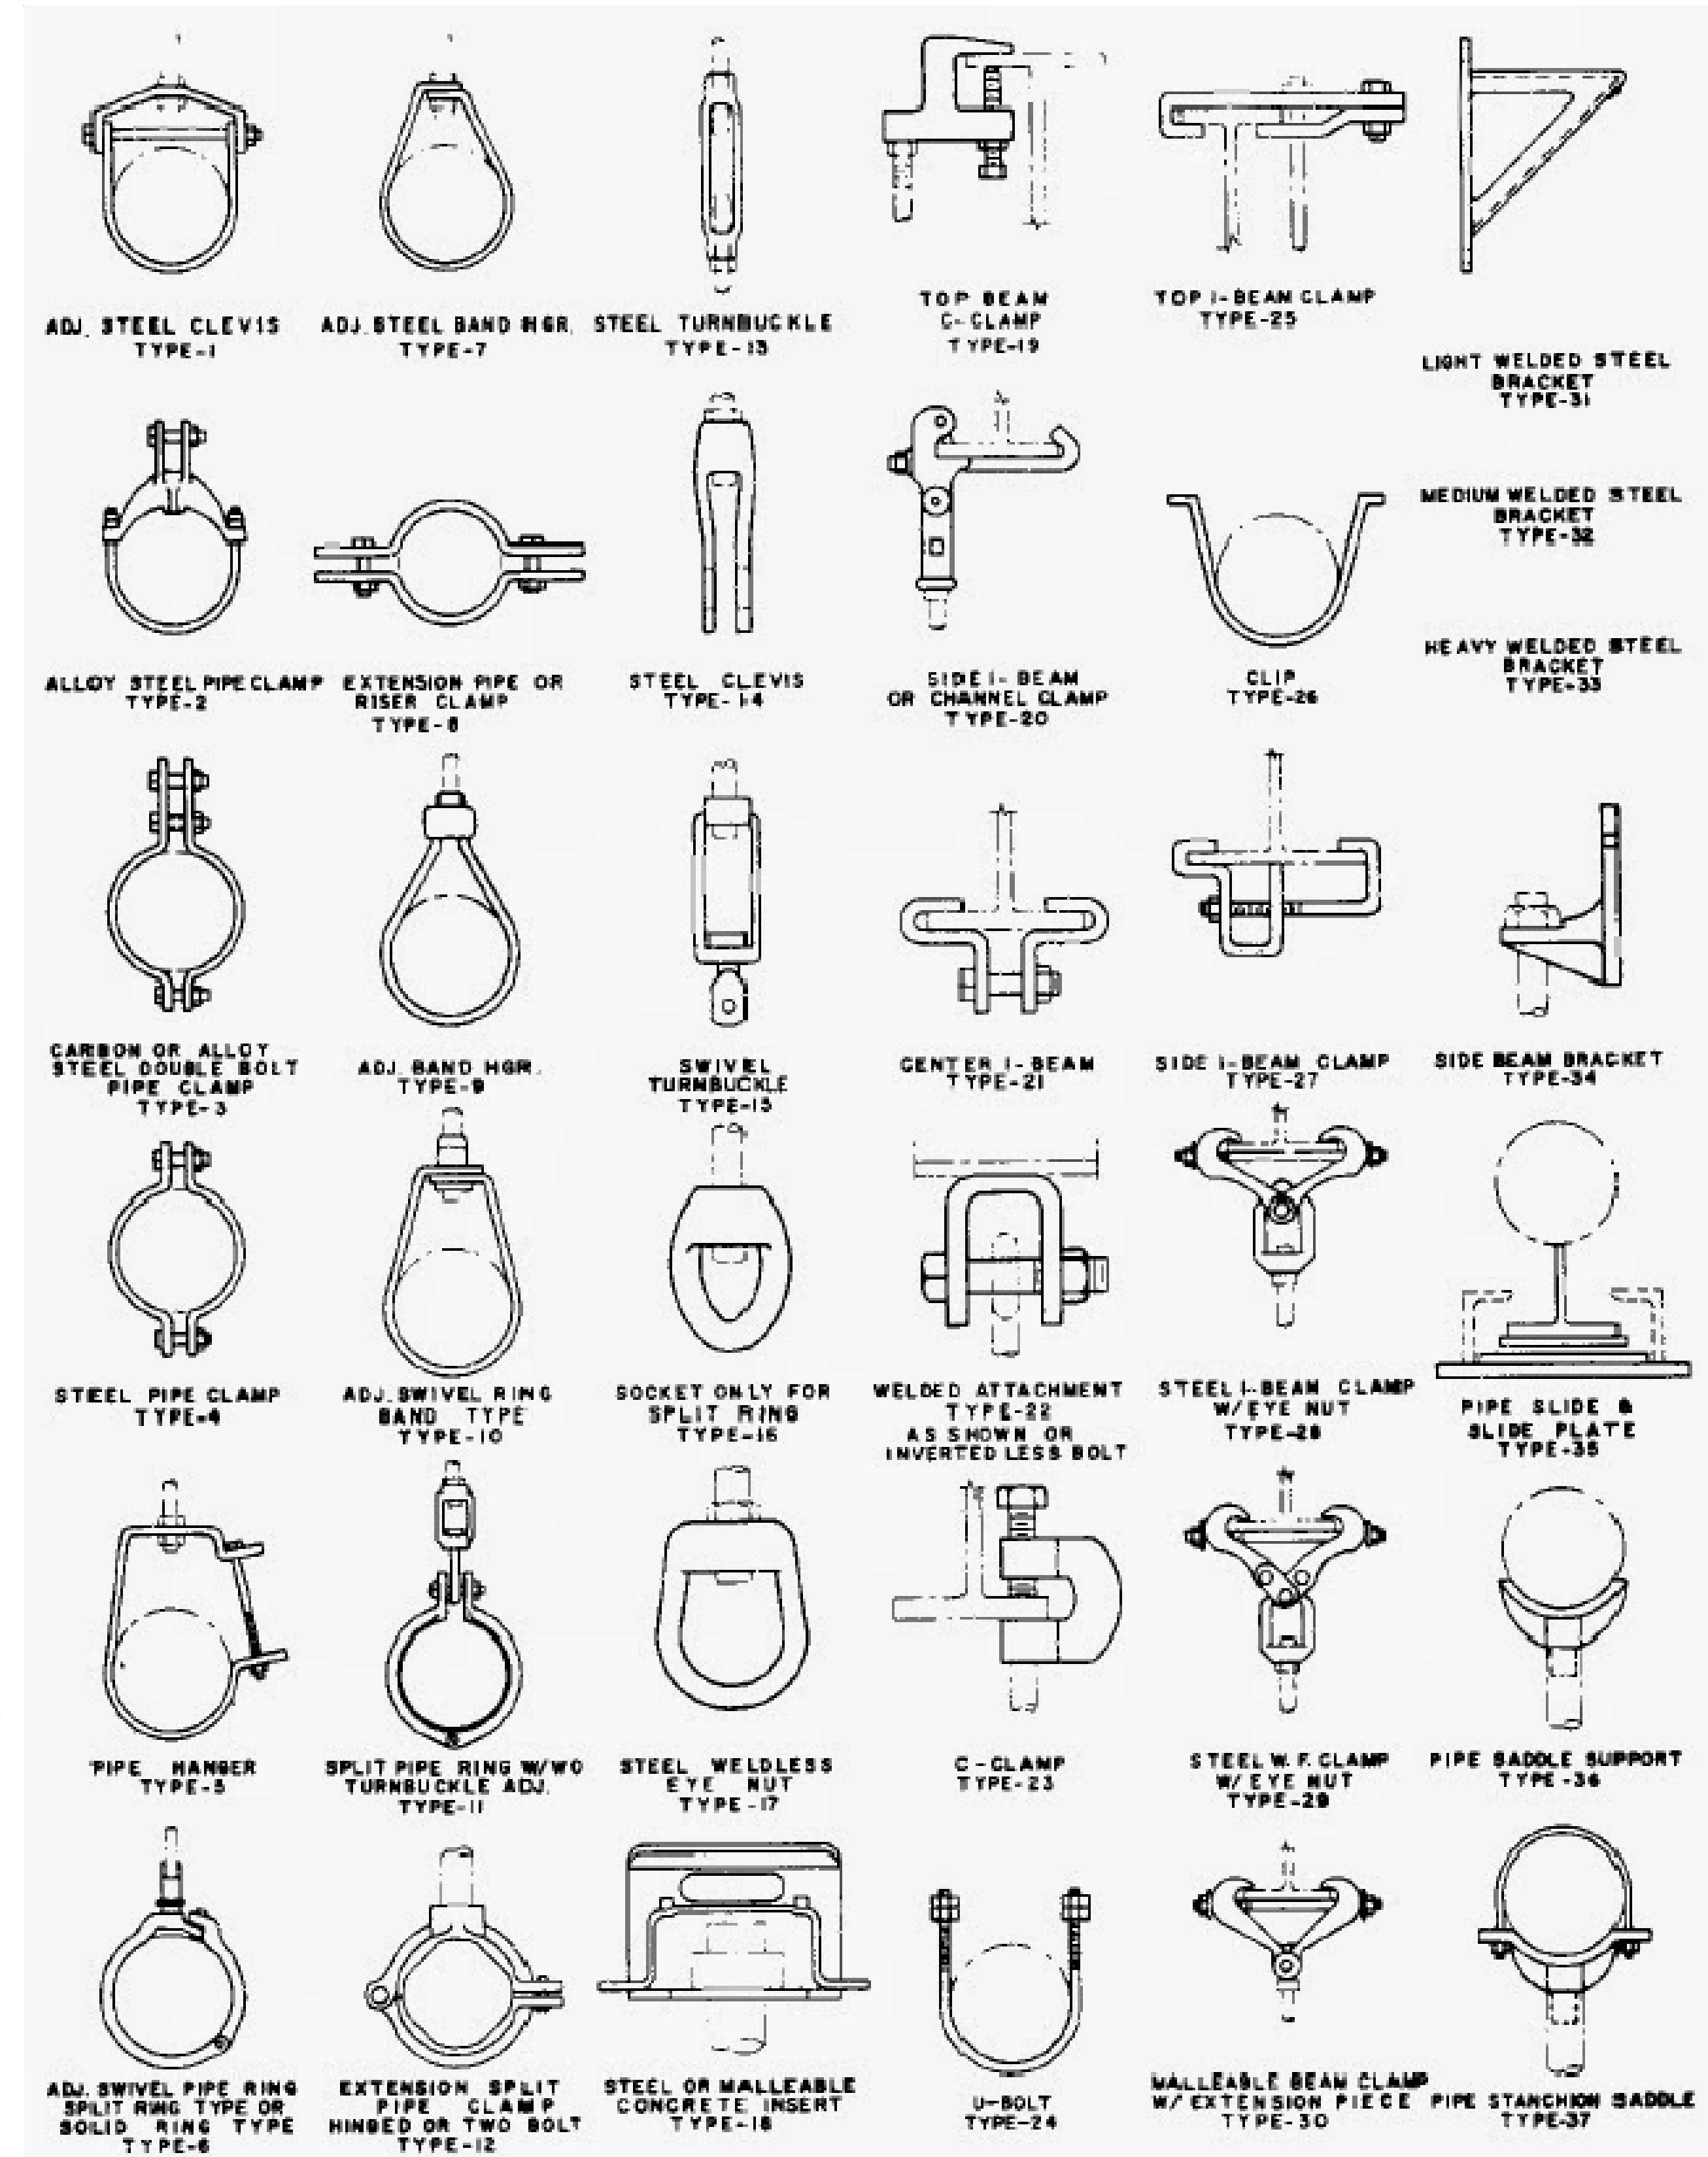 ADJ. STEEL CLEVIS
TYPE-1
ADJ. STEEL BAND HGR.
TYPE-7
STEEL TURNBUCKLE
TYPE-13
TOP BEAM
C-CLAMP
TYPE-19
TOP I-BEAM CLAMP
TYPE-25
LIGHT WELDED STEEL
BRACKET
TYPE-31
ALLOY STEEL PIPE CLAMP
TYPE-2
EXTENSION PIPE OR
RISER CLAMP
TYPE-8
STEEL CLEVIS
TYPE-14
SIDE I-BEAM
OR CHANNEL CLAMP
TYPE-20
CLIP
TYPE-26
MEDIUM WELDED STEEL
BRACKET
TYPE-32
HEAVY WELDED STEEL
BRACKET
TYPE-33
CARBON OR ALLOY
STEEL DOUBLE BOLT
PIPE CLAMP
TYPE-3
ADJ. BAND HGR.
TYPE-9
SWIVEL
TURNBUCKLE
TYPE-15
CENTER I-BEAM
TYPE-21
SIDE I-BEAM CLAMP
TYPE-27
SIDE BEAM BRACKET
TYPE-34
STEEL PIPE CLAMP
TYPE-4
ADJ. SWIVEL RING
BAND TYPE
TYPE-10
SOCKET ONLY FOR
SPLIT RING
TYPE-16
WELDED ATTACHMENT
TYPE-22
AS SHOWN OR
INVERTED LESS BOLT
STEEL I-BEAM CLAMP
W/EYE NUT
TYPE-28
PIPE SLIDE &
SLIDE PLATE
TYPE-35
PIPE HANGER
TYPE-5
SPLIT PIPE RING W/WO
TURNBUCKLE ADJ.
TYPE-11
STEEL WELDLESS
EYE NUT
TYPE-17
C-CLAMP
TYPE-23
STEEL W.F. CLAMP
W/EYE NUT
TYPE-29
PIPE SADDLE SUPPORT
TYPE-36
ADJ. SWIVEL PIPE RING
SPLIT RING TYPE OR
SOLID RING TYPE
TYPE-6
EXTENSION SPLIT
PIPE CLAMP
HINGED OR TWO BOLT
TYPE-12
STEEL OR MALLEABLE
CONCRETE INSERT
TYPE-18
U-BOLT
TYPE-24
MALLEABLE BEAM CLAMP
W/EXTENSION PIECE
TYPE-30
PIPE STANCHION SADDLE
TYPE-37